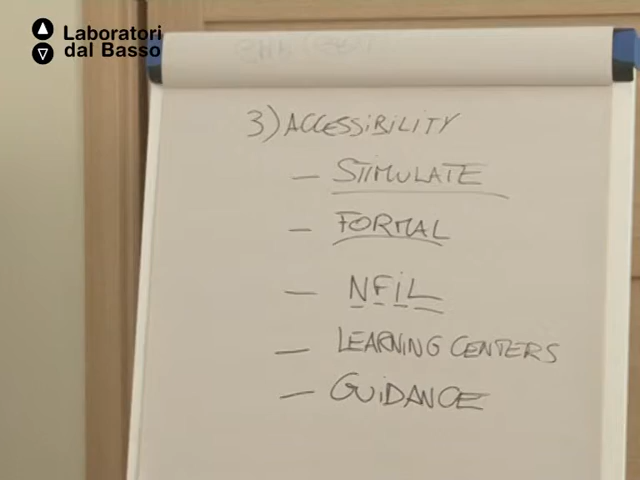 Laboratori
dal Basso
3) ACCESSiBiLiTY
– STiMULATE
– FORMAL
– NFiL
– LEARNING CENTERS
– GUiDANCE